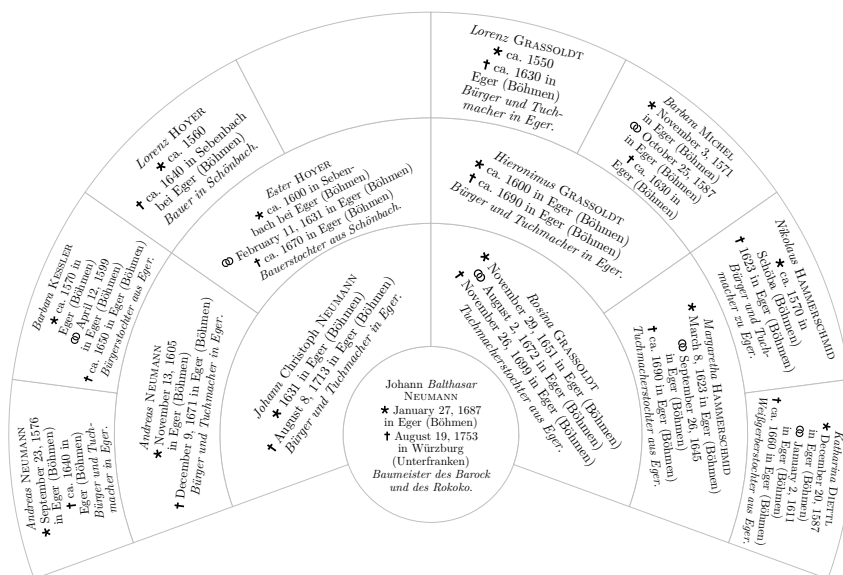 Lorenz GRASSOLDT
* ca. 1550
† ca. 1630 in
Eger (Böhmen)
Bürger und Tuch-
macher in Eger.
Barbara MICHEL
* November 3, 1571
in Eger (Böhmen)
⚭ October 25, 1587
in Eger (Böhmen)
† ca. 1630 in
Eger (Böhmen)
Lorenz HOYER
* ca. 1560
† ca. 1640 in Sebenbach
bei Eger (Böhmen)
Bauer in Schönbach.
Ester HOYER
* ca. 1600 in Seben-
bach bei Eger (Böhmen)
⚭ February 11, 1631 in Eger (Böhmen)
† ca. 1670 in Eger (Böhmen)
Bauerstochter aus Schönbach.
Hieronimus GRASSOLDT
* ca. 1600 in Eger (Böhmen)
† ca. 1690 in Eger (Böhmen)
Bürger und Tuchmacher in Eger.
Barbara KESSLER
* ca. 1570 in
Eger (Böhmen)
⚭ April 12, 1599
in Eger (Böhmen)
† ca. 1650 in Eger (Böhmen)
Bürgerstochter aus Eger.
Nikolaus HAMMERSCHMID
* ca. 1570 in
Schöba (Böhmen)
† 1623 in Eger (Böhmen)
Bürger und Tuch-
macher zu Eger.
Johann Christoph NEUMANN
* 1631 in Eger (Böhmen)
† August 8, 1713 in Eger (Böhmen)
Bürger und Tuchmacher in Eger.
Rosina GRASSOLDT
* November 29, 1651 in Eger (Böhmen)
⚭ August 2, 1672 in Eger (Böhmen)
† November 26, 1699 in Eger (Böhmen)
Tuchmacherstochter aus Eger.
Andreas NEUMANN
* November 13, 1605
in Eger (Böhmen)
† December 9, 1671 in Eger (Böhmen)
Bürger und Tuchmacher in Eger.
Margaretha HAMMERSCHMID
* March 8, 1623 in Eger (Böhmen)
⚭ September 26, 1645
in Eger (Böhmen)
† ca. 1690 in Eger (Böhmen)
Tuchmacherstochter aus Eger.
Johann Balthasar
NEUMANN
* January 27, 1687
in Eger (Böhmen)
† August 19, 1753
in Würzburg
(Unterfranken)
Baumeister des Barock
und des Rokoko.
Andreas NEUMANN
* September 23, 1576
in Eger (Böhmen)
† ca. 1640 in
Eger (Böhmen)
Bürger und Tuch-
macher in Eger.
Katharina DIETTL
* December 20, 1587
in Eger (Böhmen)
⚭ January 2, 1611
in Eger (Böhmen)
† ca. 1660 in Eger (Böhmen)
Weißgerberstochter aus Eger.